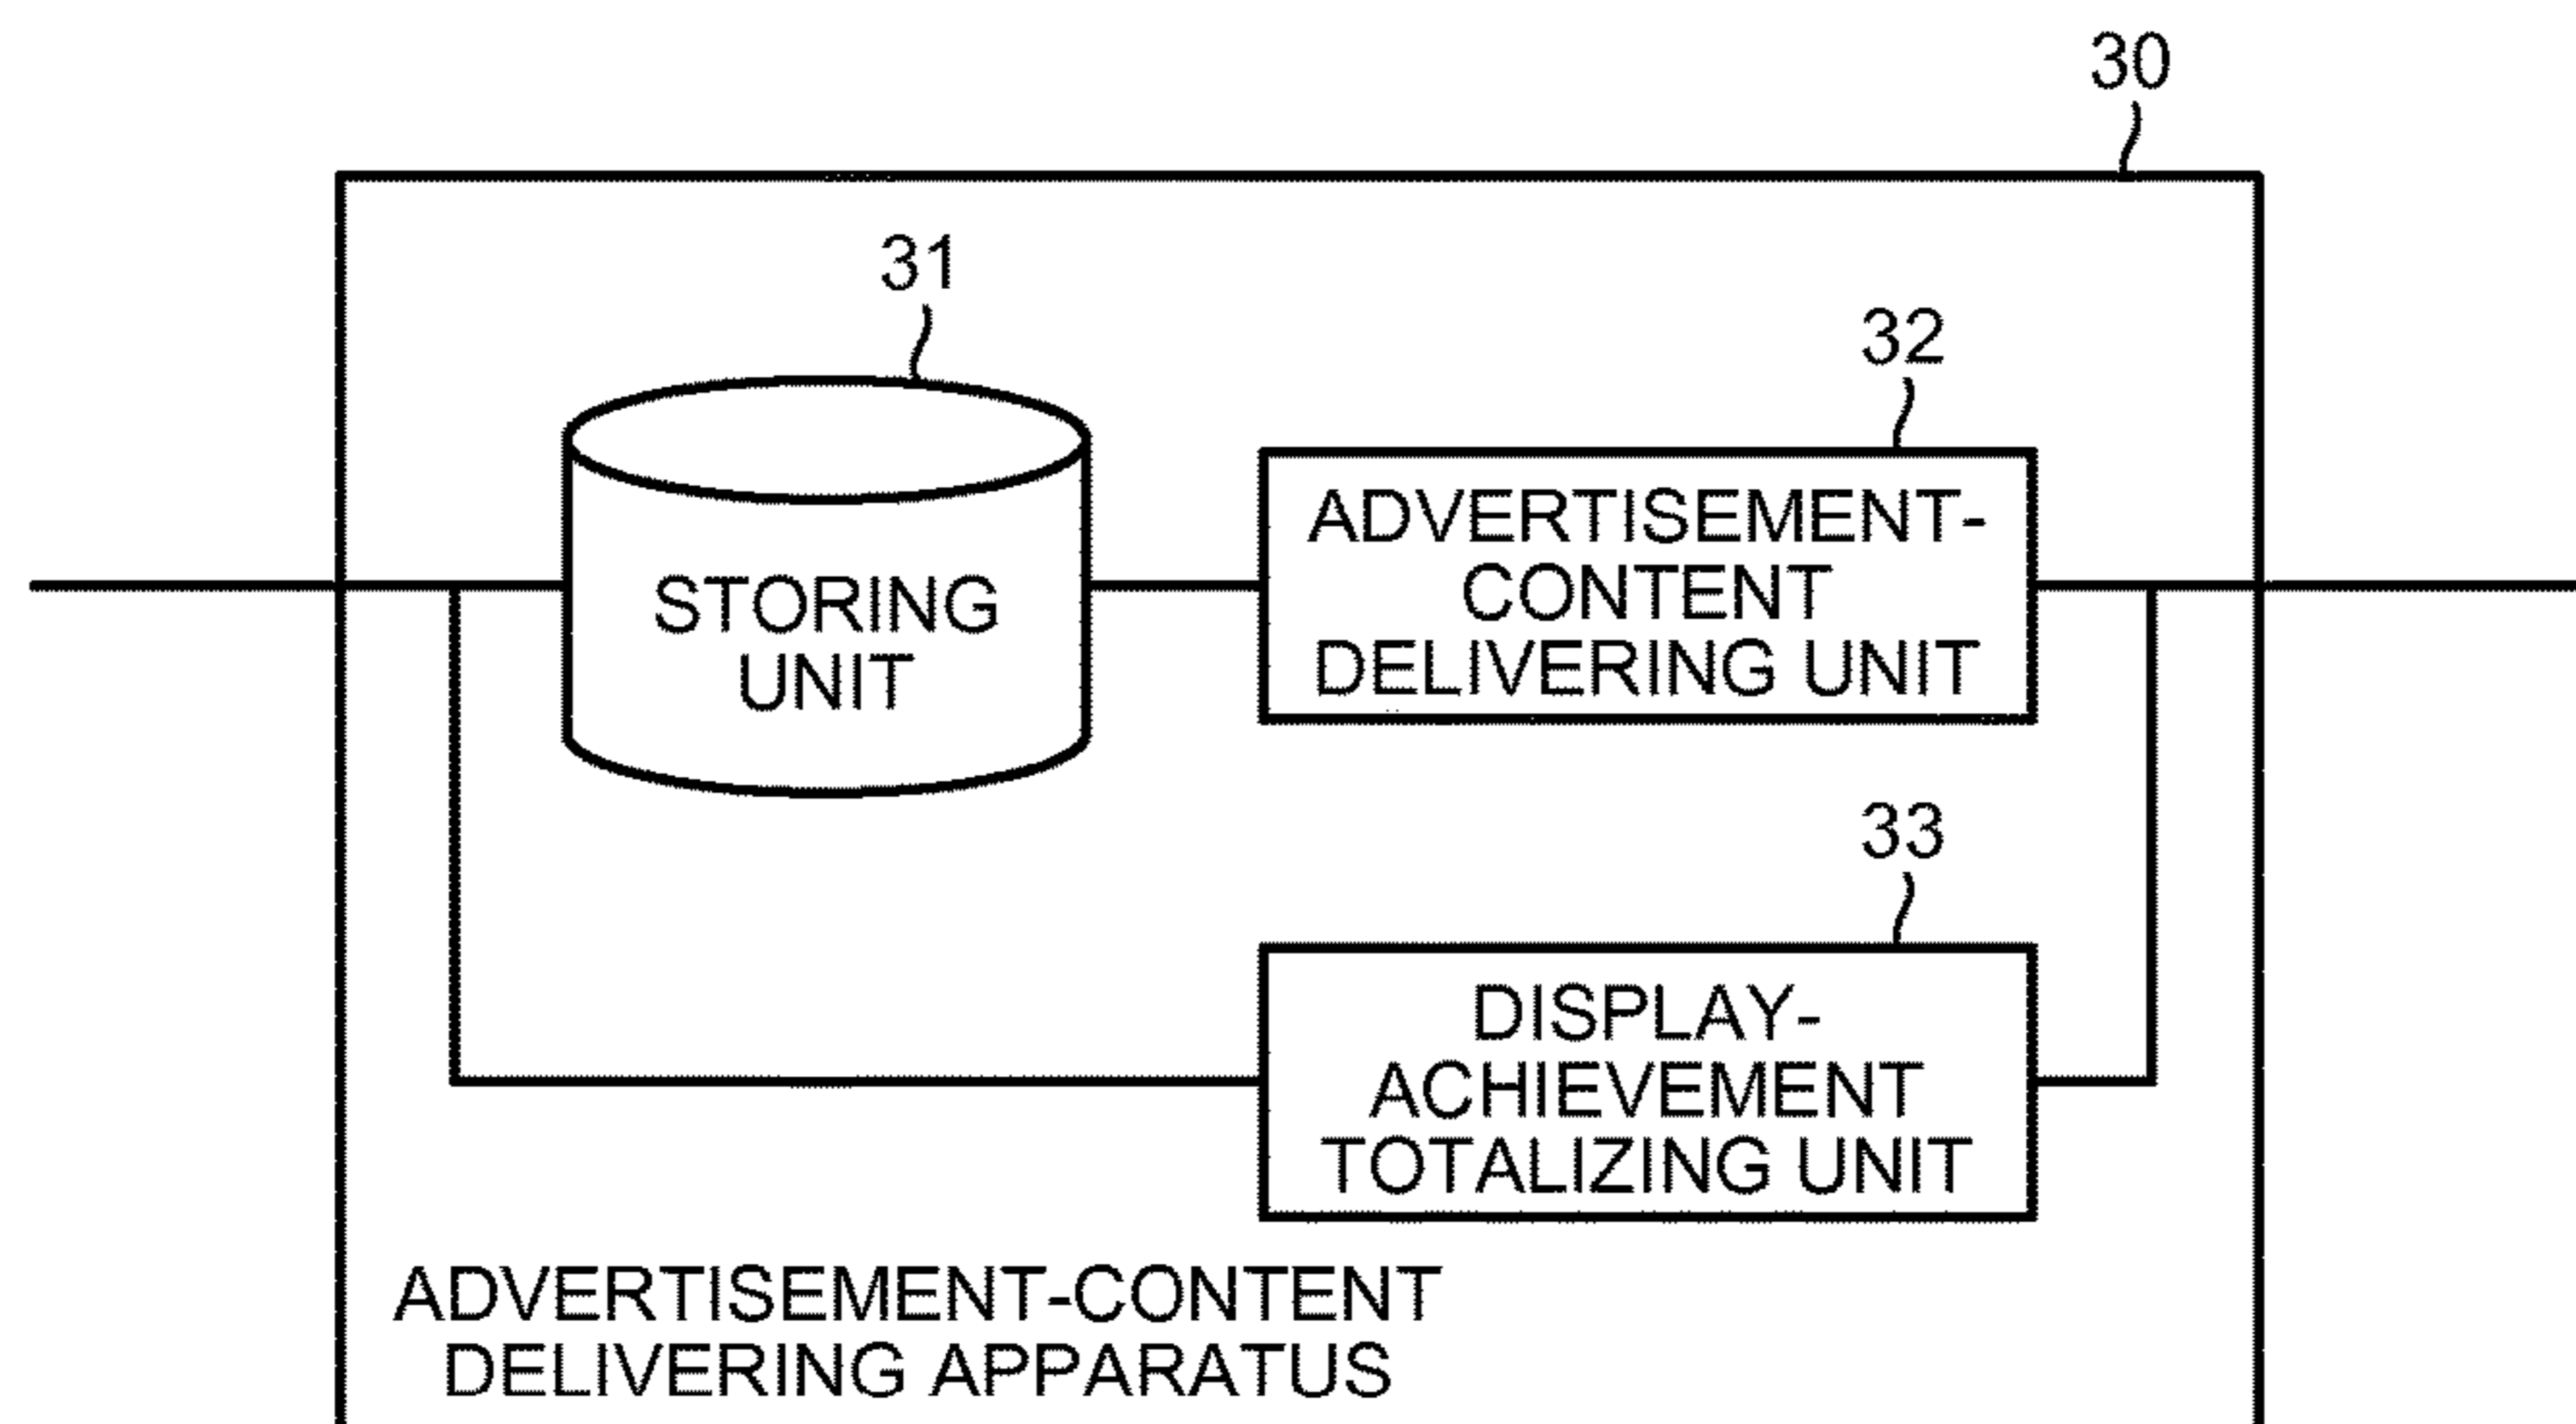 30
31
32
STORING
UNIT
ADVERTISEMENT-
CONTENT
DELIVERING UNIT
33
DISPLAY-
ACHIEVEMENT
TOTALIZING UNIT
ADVERTISEMENT-CONTENT
DELIVERING APPARATUS